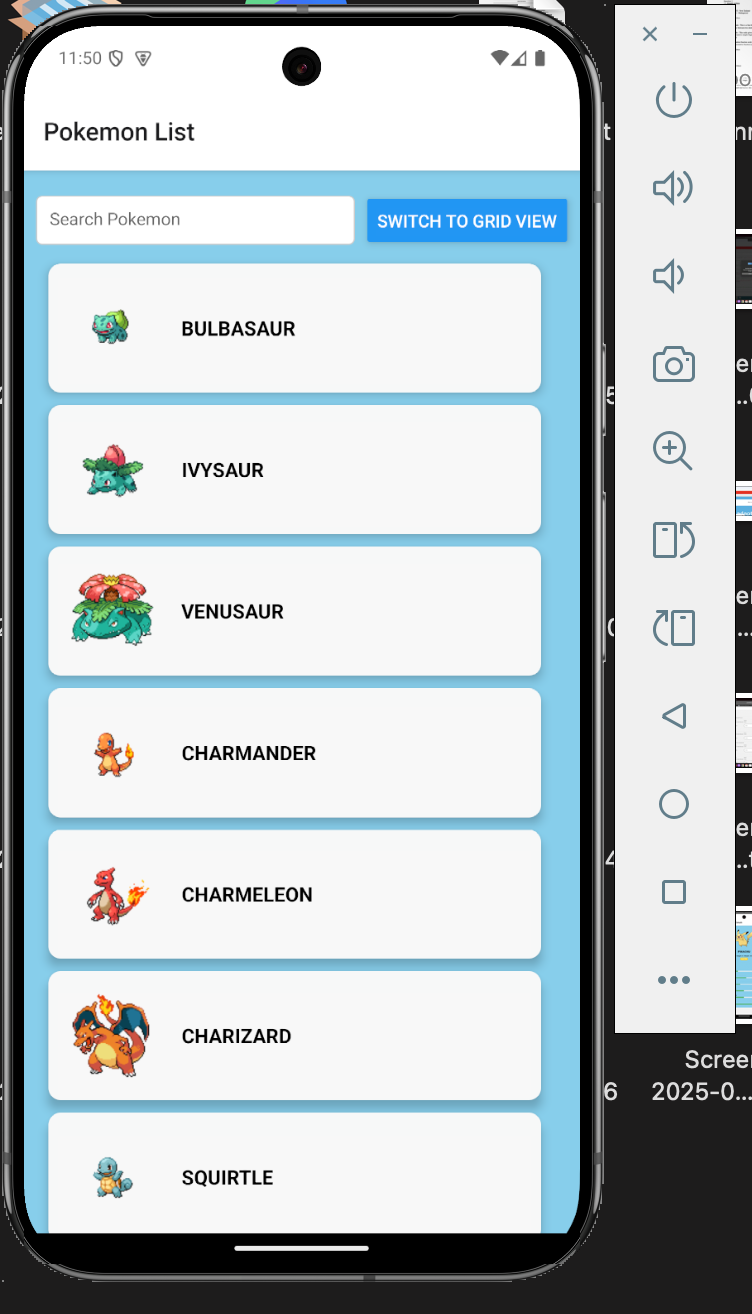 11:50
Pokemon List
Search Pokemon
SWITCH TO GRID VIEW
BULBASAUR
IVYSAUR
VENUSAUR
CHARMANDER
CHARMELEON
CHARIZARD
SQUIRTLE
Screen
6 2025-0...